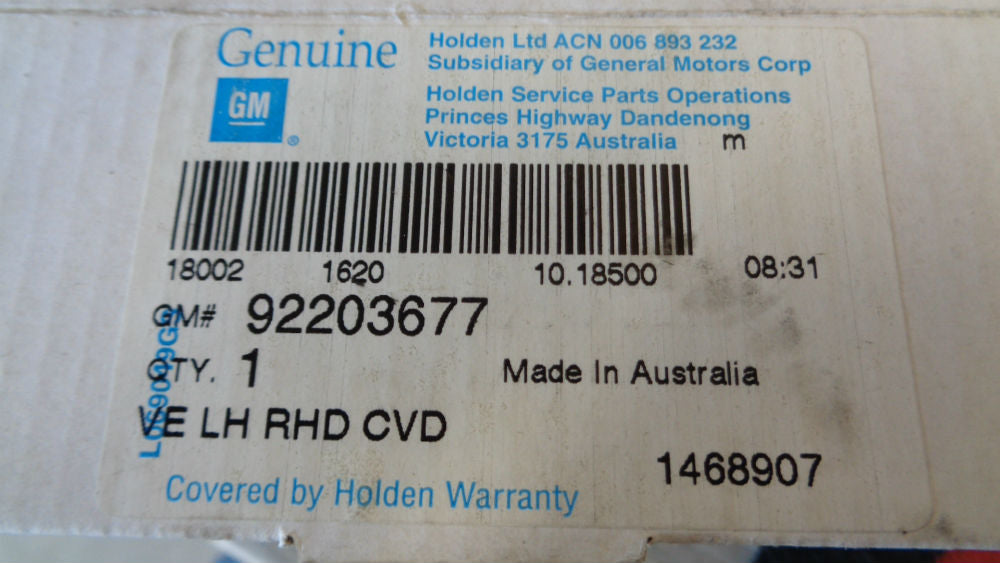 Genuine
GM
®
Holden Ltd ACN 006 893 232
Subsidiary of General Motors Corp
Holden Service Parts Operations
Princes Highway Dandenong
Victoria 3175 Australia m
18002 1620 10.18500 08:31
GM# 92203677
QTY. 1 Made In Australia
VE LH RHD CVD
1468907
Covered by Holden Warranty